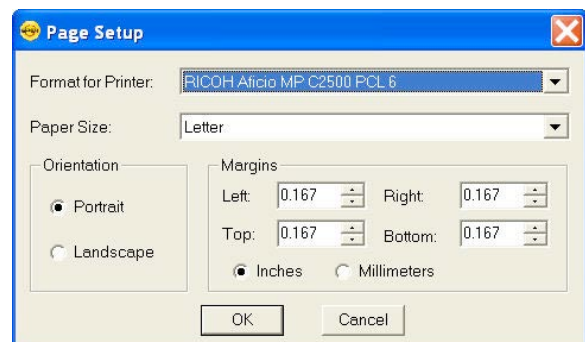 Page Setup
Format for Printer: RICOH Aficio MP C2500 PCL 6
Paper Size: Letter
Orientation
Portrait
Landscape
Margins
Left: 0.167 Right: 0.167
Top: 0.167 Bottom: 0.167
Inches Millimeters
OK Cancel